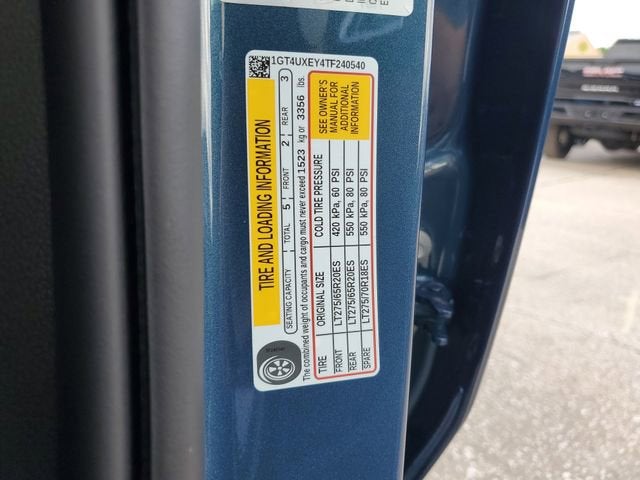 1GT4UXEY4TF240540
TIRE AND LOADING INFORMATION
SEATING CAPACITY TOTAL 5 FRONT 2 REAR 3
The combined weight of occupants and cargo must never exceed 1523 kg or 3356 lbs.
TIRE ORIGINAL SIZE COLD TIRE PRESSURE
FRONT LT275/65R20ES 420 kPa, 60 PSI
REAR LT275/65R20ES 550 kPa, 80 PSI
SPARE LT275/70R18ES 550 kPa, 80 PSI
SEE OWNER'S
MANUAL FOR
ADDITIONAL
INFORMATION